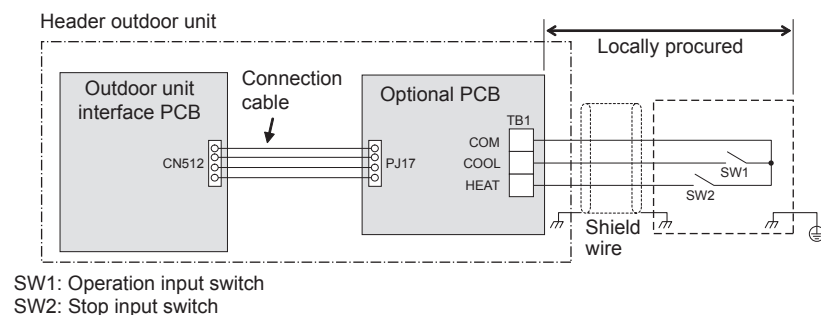 Header outdoor unit
Locally procured
Outdoor unit
interface PCB
Connection
cable
Optional PCB
TB1
COM
CN512
PJ17
COOL
SW1
HEAT
SW2
Shield
wire
SW1: Operation input switch
SW2: Stop input switch